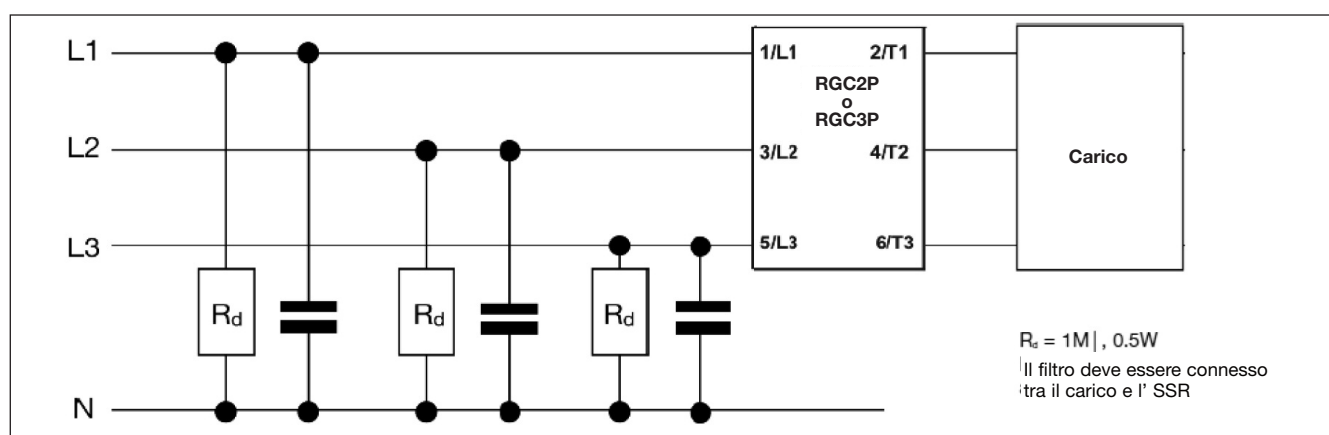 L1
1/L1 2/T1
RGC2P
o
RGC3P
L2
3/L2 4/T2
Carico
L3
5/L3 6/T3
Rd
Rd
Rd
Rd = 1M|, 0.5W
Il filtro deve essere connesso
tra il carico e l' SSR
N